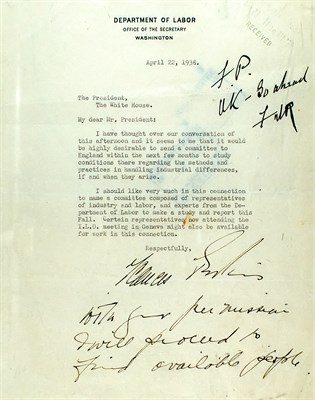 DEPARTMENT OF LABOR
OFFICE OF THE SECRETARY
WASHINGTON
April 22, 1938.
F.P.
OK - Go ahead
FDR
The President,
The White House.
My dear Mr. President:
I have thought over our conversation of
this afternoon and it seems to me that it would
be highly desirable to send a committee to
England within the next few months to study
conditions there regarding the methods and
practices in handling industrial differences,
if and when they arise.
I should like very much in this connection
to name a committee composed of representatives
of industry and labor, and experts from the De-
partment of Labor to make a study and report this
Fall. Certain representatives now attending the
I.L.O. meeting in Geneva might also be available
for work in this connection.
Respectfully,
Frances Perkins
With your permission
I will proceed to
find available people